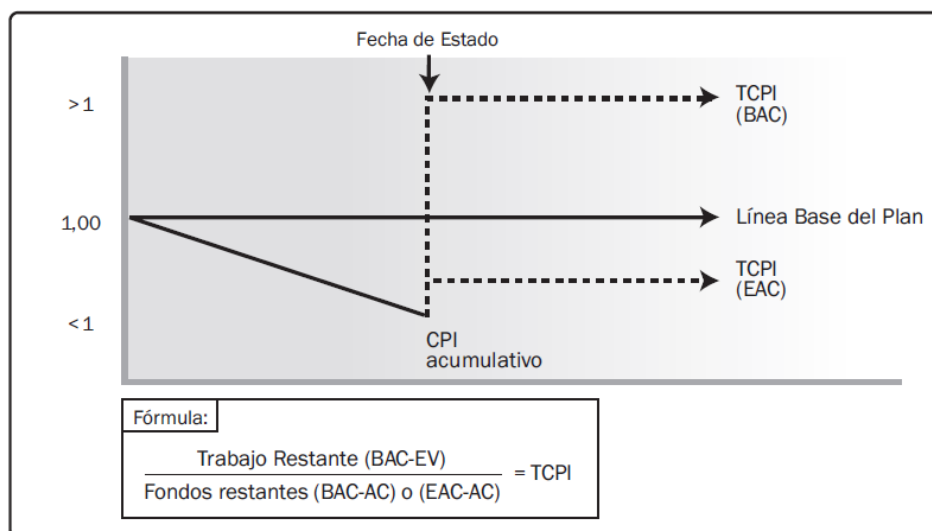 Fecha de Estado
>1
TCPI
(BAC)
1,00
Línea Base del Plan
TCPI
(EAC)
<1
CPI
acumulativo
Fórmula:
Trabajo Restante (BAC-EV)
Fondos restantes (BAC-AC) o (EAC-AC)
= TCPI